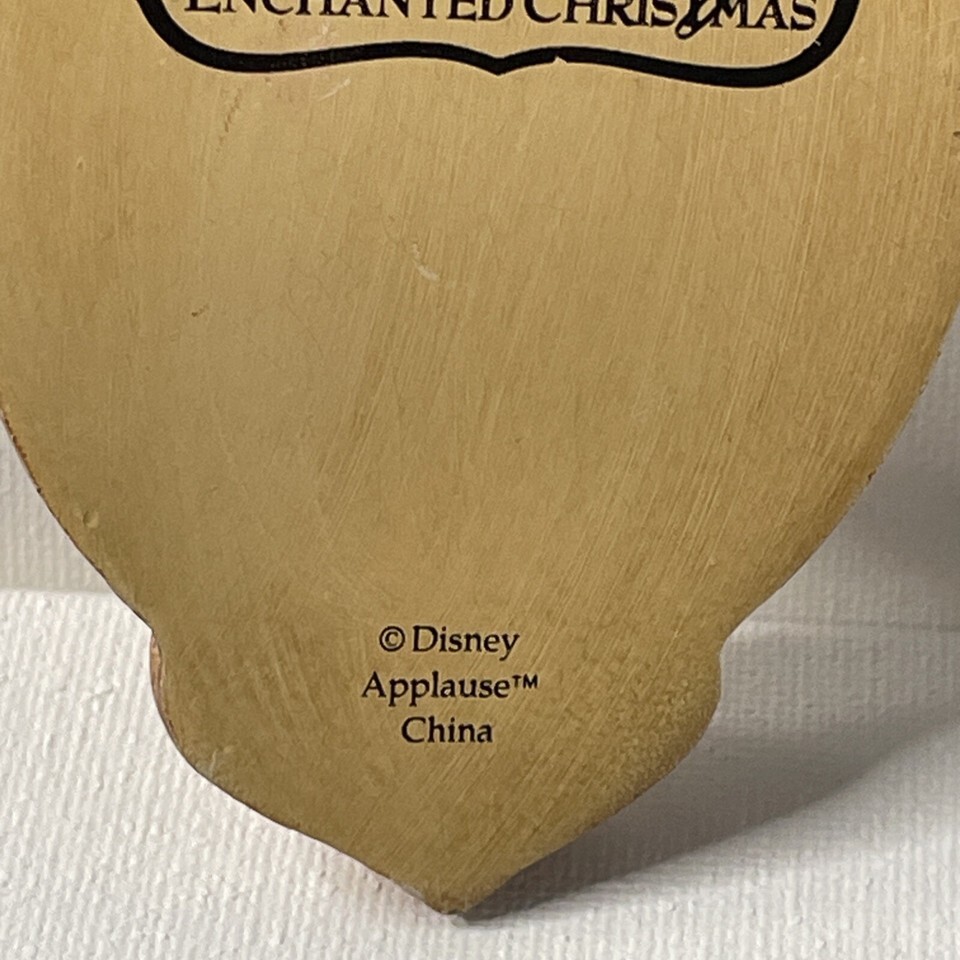 ENCHANTED CHRISTMAS
© Disney
Applause™
China